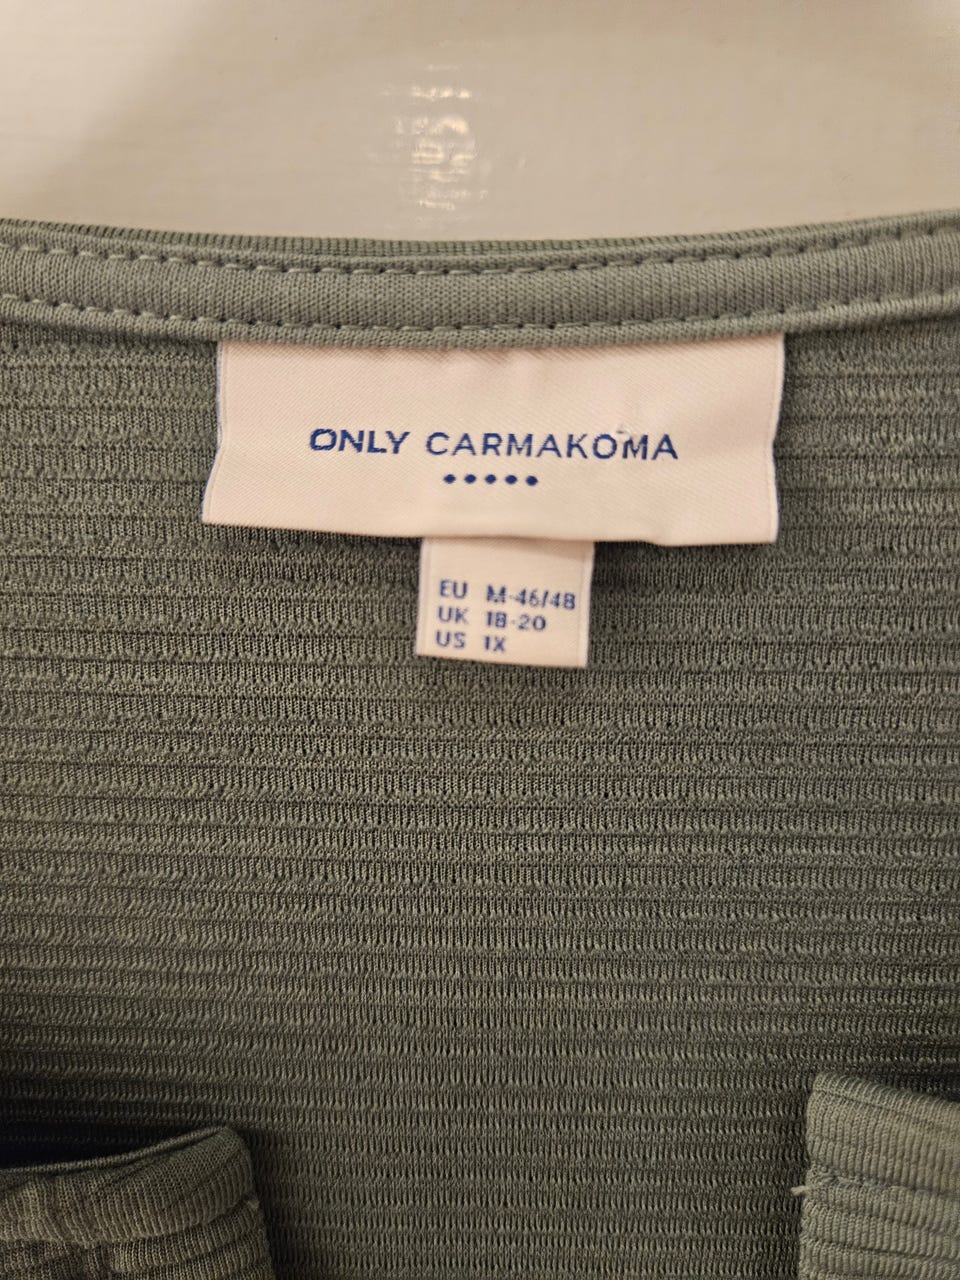 ONLY CARMAKOMA
EU M-46/48
UK 18-20
US 1X